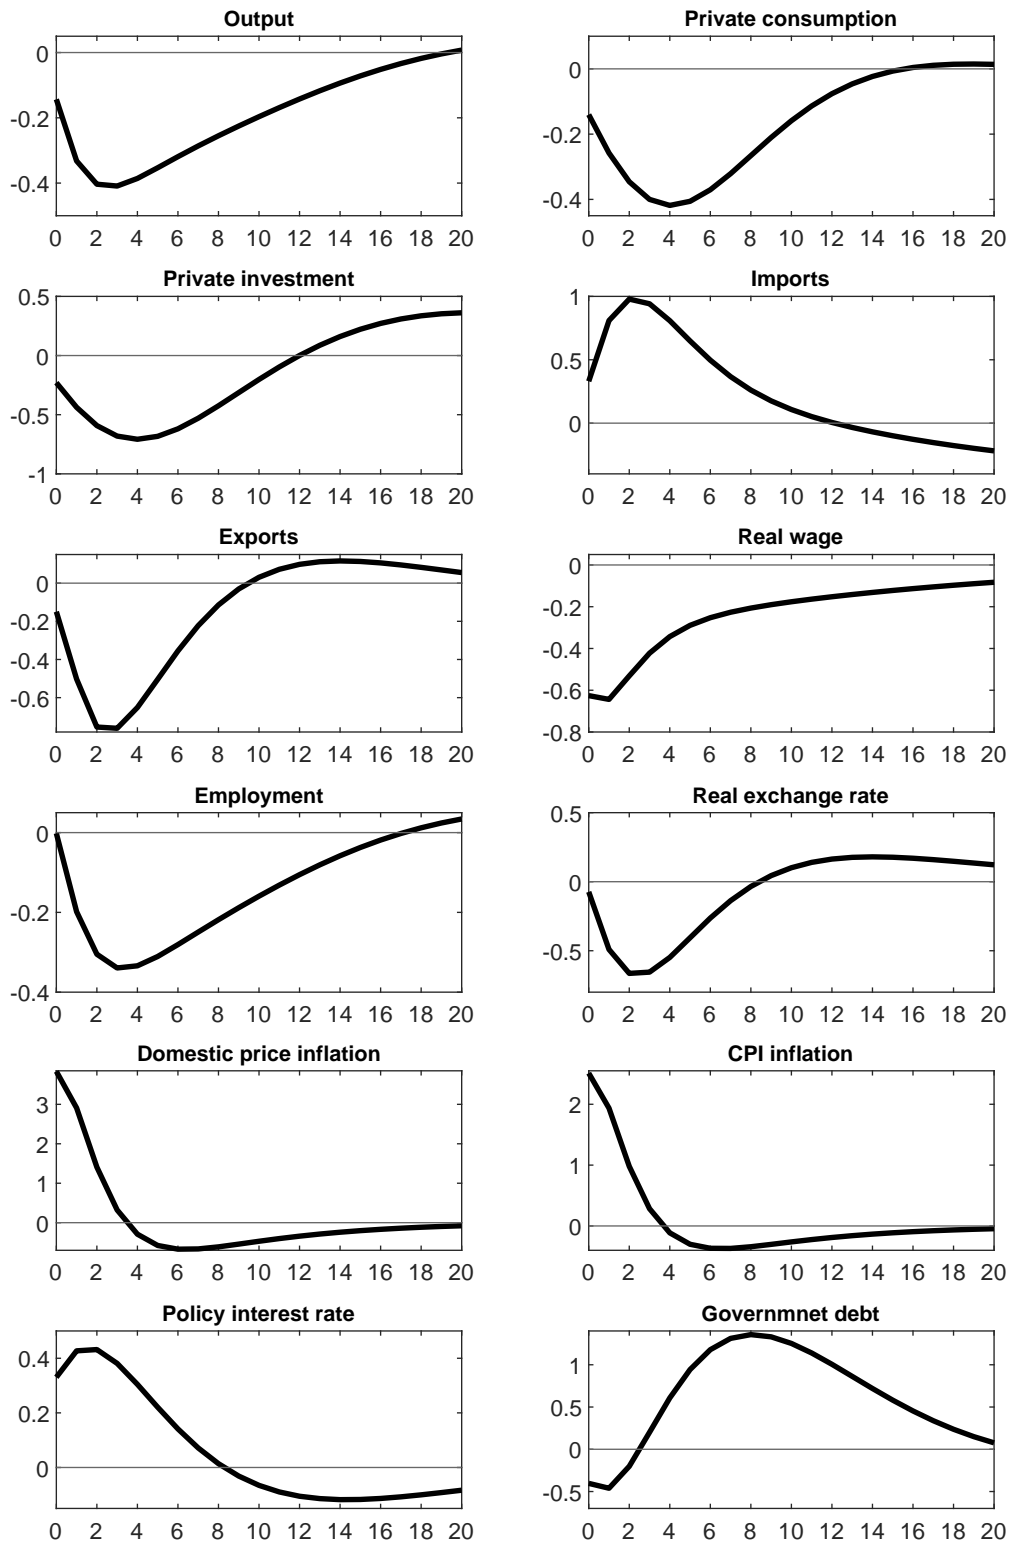 Output
Private consumption
0
-0.2
-0.4
0 2 4 6 8 10 12 14 16 18 20
0
-0.2
-0.4
0 2 4 6 8 10 12 14 16 18 20
Private investment
Imports
0.5
0
-0.5
-1
0 2 4 6 8 10 12 14 16 18 20
1
0.5
0
0 2 4 6 8 10 12 14 16 18 20
Exports
Real wage
0
-0.2
-0.4
-0.6
0 2 4 6 8 10 12 14 16 18 20
0
-0.2
-0.4
-0.6
-0.8
0 2 4 6 8 10 12 14 16 18 20
Employment
Real exchange rate
0
-0.2
-0.4
0 2 4 6 8 10 12 14 16 18 20
0.5
0
-0.5
0 2 4 6 8 10 12 14 16 18 20
Domestic price inflation
CPI inflation
3
2
1
0
0 2 4 6 8 10 12 14 16 18 20
2
1
0
0 2 4 6 8 10 12 14 16 18 20
Policy interest rate
Governmnet debt
0.4
0.2
0
0 2 4 6 8 10 12 14 16 18 20
1
0.5
0
-0.5
0 2 4 6 8 10 12 14 16 18 20